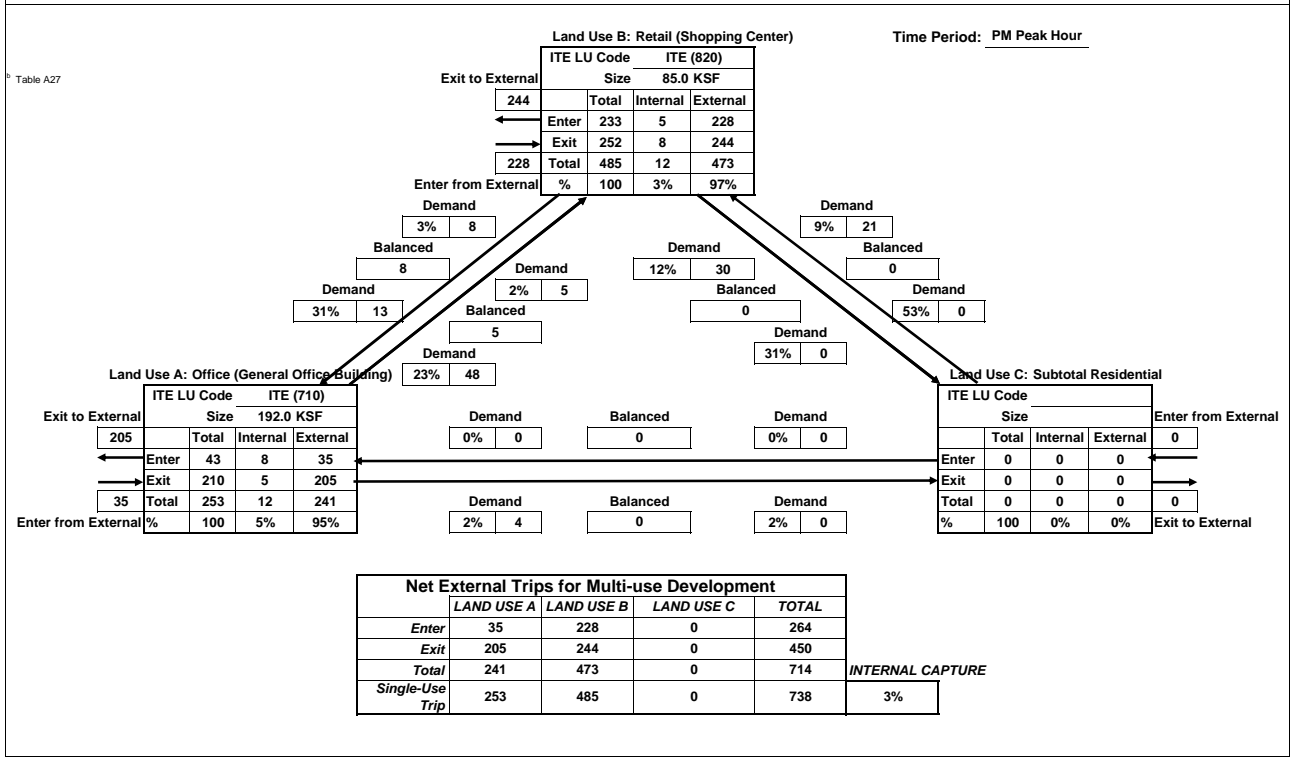 Land Use B: Retail (Shopping Center)
Time Period: PM Peak Hour
ITE LU Code ITE (820)
ᵇ Table A27
Exit to External Size 85.0 KSF
244 Total Internal External
Enter 233 5 228
Exit 252 8 244
228 Total 485 12 473
Enter from External % 100 3% 97%
Demand Demand
3% 8 9% 21
Balanced Demand Balanced
8 Demand 12% 30 0
Demand 2% 5 Balanced Demand
31% 13 Balanced 0 53% 0
5 Demand
Demand 31% 0
Land Use A: Office (General Office Building) 23% 48 Land Use C: Subtotal Residential
ITE LU Code ITE (710) ITE LU Code
Exit to External Size 192.0 KSF Demand Balanced Demand Size Enter from External
205 Total Internal External 0% 0 0 0% 0 Total Internal External 0
Enter 43 8 35 Enter 0 0 0
Exit 210 5 205 Exit 0 0 0
35 Total 253 12 241 Demand Balanced Demand Total 0 0 0 0
Enter from External % 100 5% 95% 2% 4 0 2% 0 % 100 0% 0% Exit to External
Net External Trips for Multi-use Development
LAND USE A LAND USE B LAND USE C TOTAL
Enter 35 228 0 264
Exit 205 244 0 450
Total 241 473 0 714 INTERNAL CAPTURE
Single-Use
Trip 253 485 0 738 3%